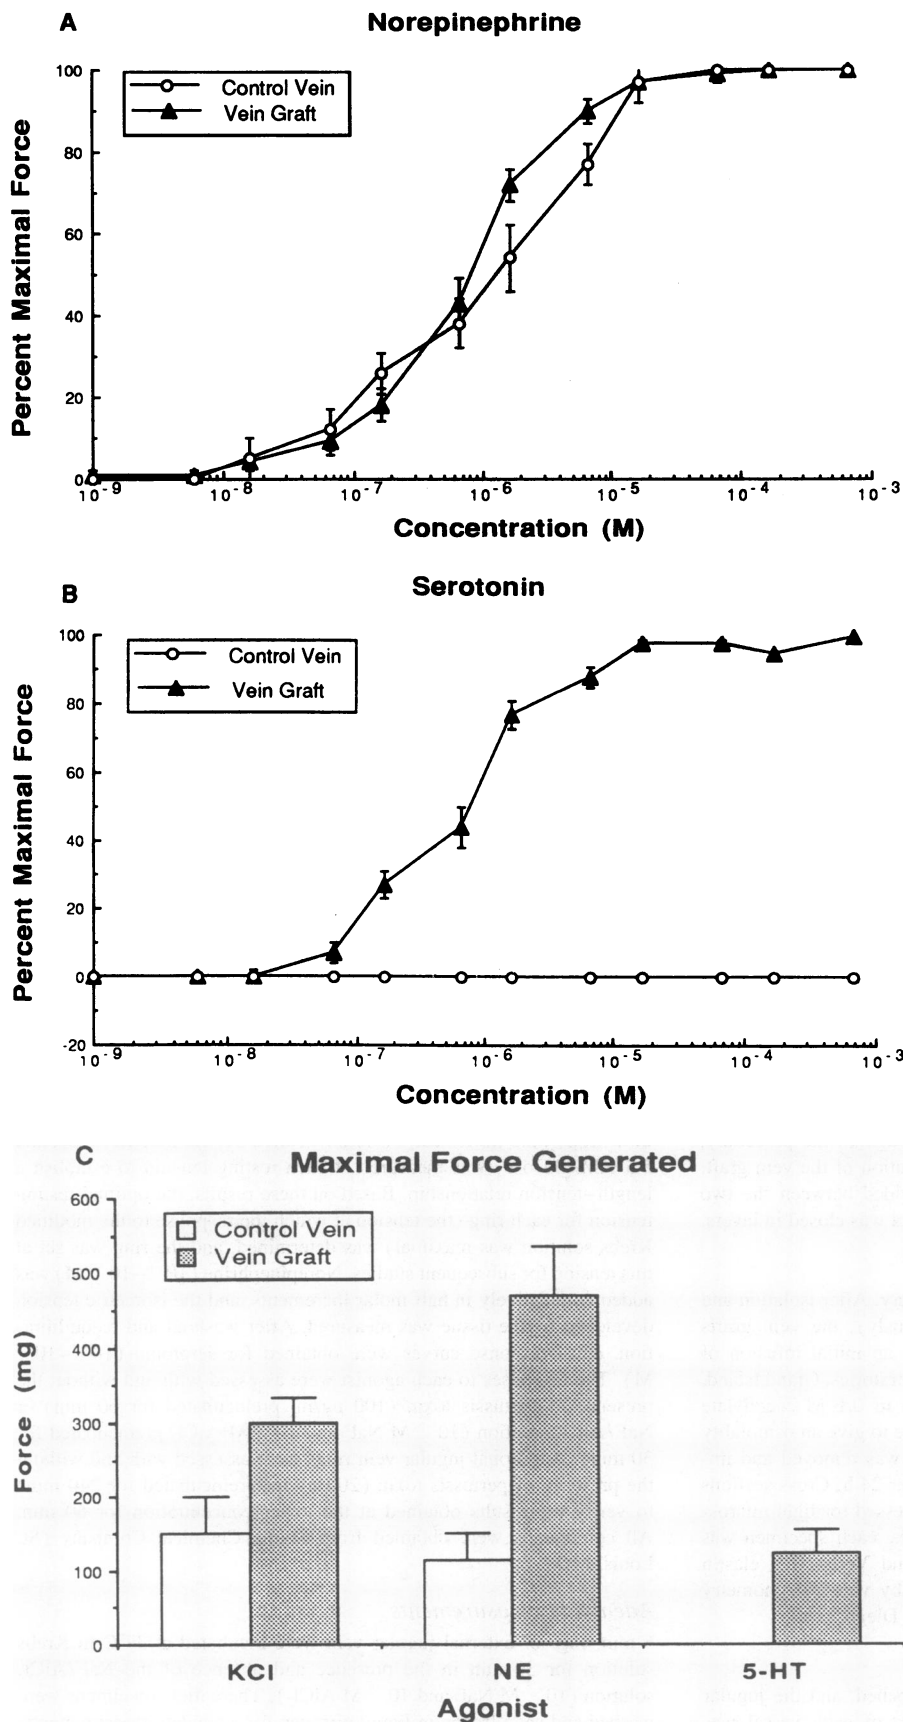 A
Norepinephrine
Control Vein
Vein Graft
Percent Maximal Force
100
80
60
40
20
0
10-9
10-8
10-7
10-6
10-5
10-4
10-3
Concentration (M)
B
Serotonin
Control Vein
Vein Graft
Percent Maximal Force
100
80
60
40
20
0
-20
10-9
10-8
10-7
10-6
10-5
10-4
10-3
Concentration (M)
C
Maximal Force Generated
Control Vein
Vein Graft
Force (mg)
600
500
400
300
200
100
0
KCl
NE
5-HT
Agonist